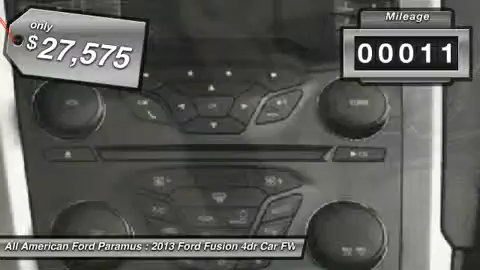 only
$27,575
Mileage
00011
All American Ford Paramus : 2013 Ford Fusion 4dr Car FW